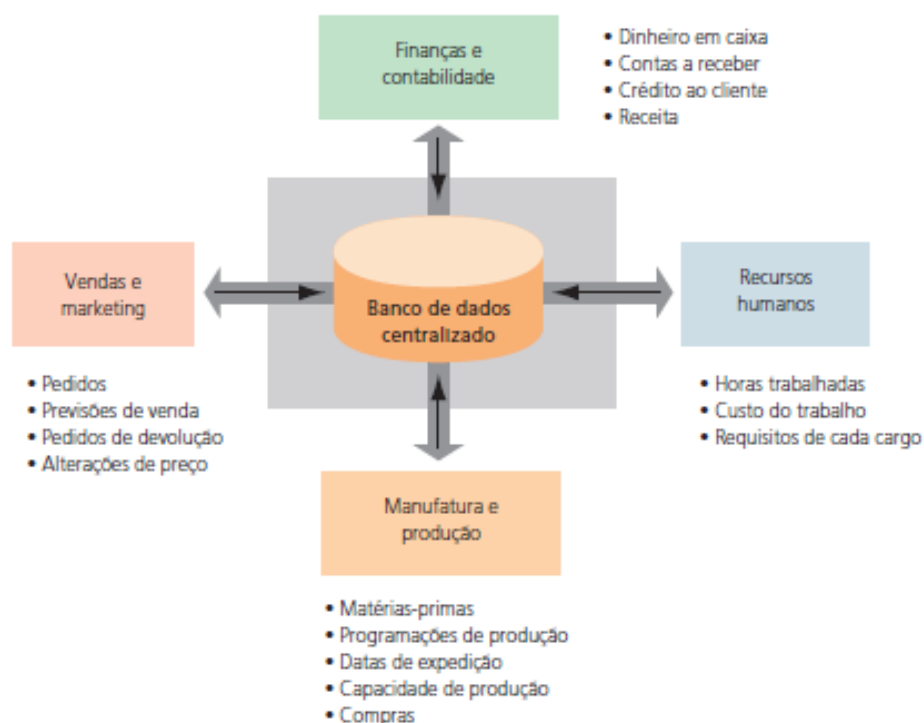 Finanças e
contabilidade
• Dinheiro em caixa
• Contas a receber
• Crédito ao cliente
• Receita
Vendas e
marketing
Banco de dados
centralizado
Recursos
humanos
• Pedidos
• Previsões de venda
• Pedidos de devolução
• Alterações de preço
• Horas trabalhadas
• Custo do trabalho
• Requisitos de cada cargo
Manufatura e
produção
• Matérias-primas
• Programações de produção
• Datas de expedição
• Capacidade de produção
• Compras